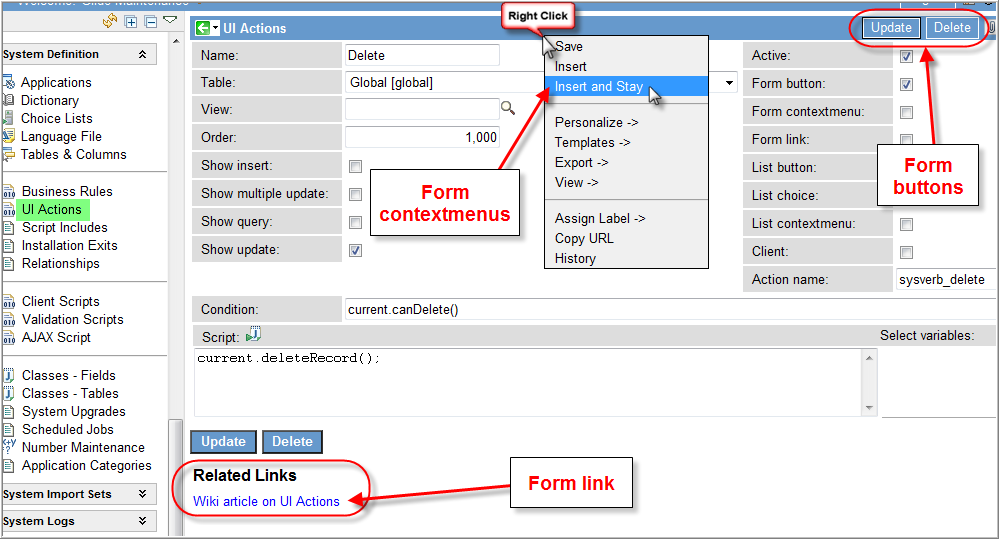 Welcome: Glide Maintenance
System Definition
Applications
Dictionary
Choice Lists
Language File
Tables & Columns
Business Rules
UI Actions
Script Includes
Installation Exits
Relationships
Client Scripts
Validation Scripts
AJAX Script
Classes - Fields
Classes - Tables
System Upgrades
Scheduled Jobs
Number Maintenance
Application Categories
System Import Sets
System Logs
UI Actions
Right Click
Update
Delete
Name:
Delete
Table:
Global [global]
View:
Order:
1,000
Show insert:
Show multiple update:
Show query:
Show update:
Save
Insert
Insert and Stay
Personalize ->
Templates ->
Export ->
View ->
Assign Label ->
Copy URL
History
Form
contextmenus
Active:
Form button:
Form contextmenu:
Form link:
List button:
List choice:
List contextmenu:
Client:
Action name:
sysverb_delete
Form
buttons
Condition:
current.canDelete()
Script:
Select variables:
current.deleteRecord();
Update
Delete
Related Links
Wiki article on UI Actions
Form link